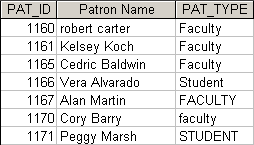 PAT_ID Patron Name PAT_TYPE
1160 robert carter Faculty
1161 Kelsey Koch Faculty
1165 Cedric Baldwin Faculty
1166 Vera Alvarado Student
1167 Alan Martin FACULTY
1170 Cory Barry faculty
1171 Peggy Marsh STUDENT